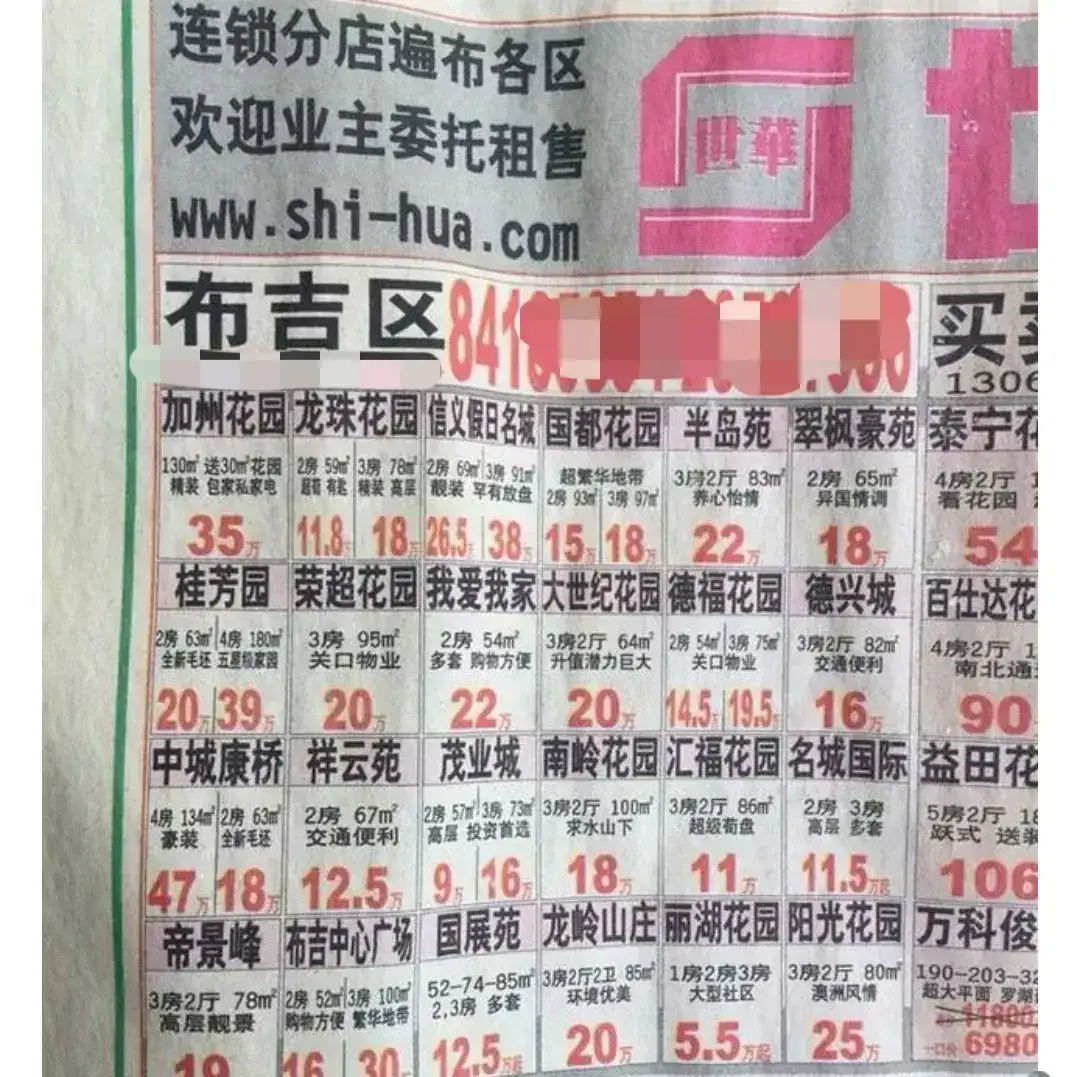 连锁分店遍布各区
欢迎业主委托租售
www.shi-hua.com
世華
布吉区
841
买
1306
加州花园
130㎡ 送30㎡花园
精装 包家私家电
35万
龙珠花园
2房 59㎡ 3房 78㎡
超荀 有匙 精装 高层
11.8万 18万
信义假日名城
2房 69㎡ 3房 91㎡
靓装 罕有放盘
26.5万 38万
国都花园
超繁华地带
2房 93㎡ 3房 97㎡
15万 18万
半岛苑
3房2厅 83㎡
养心怡情
22万
翠枫豪苑
2房 65㎡
异国情调
18万
泰宁花
4房2厅 1
看花园
54
桂芳园
2房 63㎡ 4房 180㎡
全新毛坯 五星级家园
20万 39万
荣超花园
3房 95㎡
关口物业
20万
我爱我家
2房 54㎡
多套 购物方便
22万
大世纪花园
3房2厅 64㎡
升值潜力巨大
20万
德福花园
2房 54㎡ 3房 75㎡
关口物业
14.5万 19.5万
德兴城
3房2厅 82㎡
交通便利
16万
百仕达花
4房2厅 1
南北通
90
中城康桥
4房 134㎡ 2房 63㎡
豪装 全新毛坯
47万 18万
祥云苑
2房 67㎡
交通便利
12.5万
茂业城
2房 57㎡ 3房 73㎡
高层 投资首选
9万 16万
南岭花园
3房2厅 100㎡
求水山下
18万
汇福花园
3房2厅 86㎡
超级荀盘
11万
名城国际
2房 3房
高层 多套
11.5万起
益田花
5房2厅 18
跃式 送装
106
帝景峰
3房2厅 78㎡
高层靓景
19
布吉中心广场
2房 52㎡ 3房 100㎡
购物方便 繁华地带
16 30
国展苑
52-74-85㎡
2,3房 多套
12.5万起
龙岭山庄
3房2厅2卫 85㎡
环境优美
20万
丽湖花园
1房2房3房
大型社区
5.5万起
阳光花园
3房2厅 80㎡
澳洲风情
25万
万科俊
190-203-32
超大平面 罗湖
11800
一口价 6980